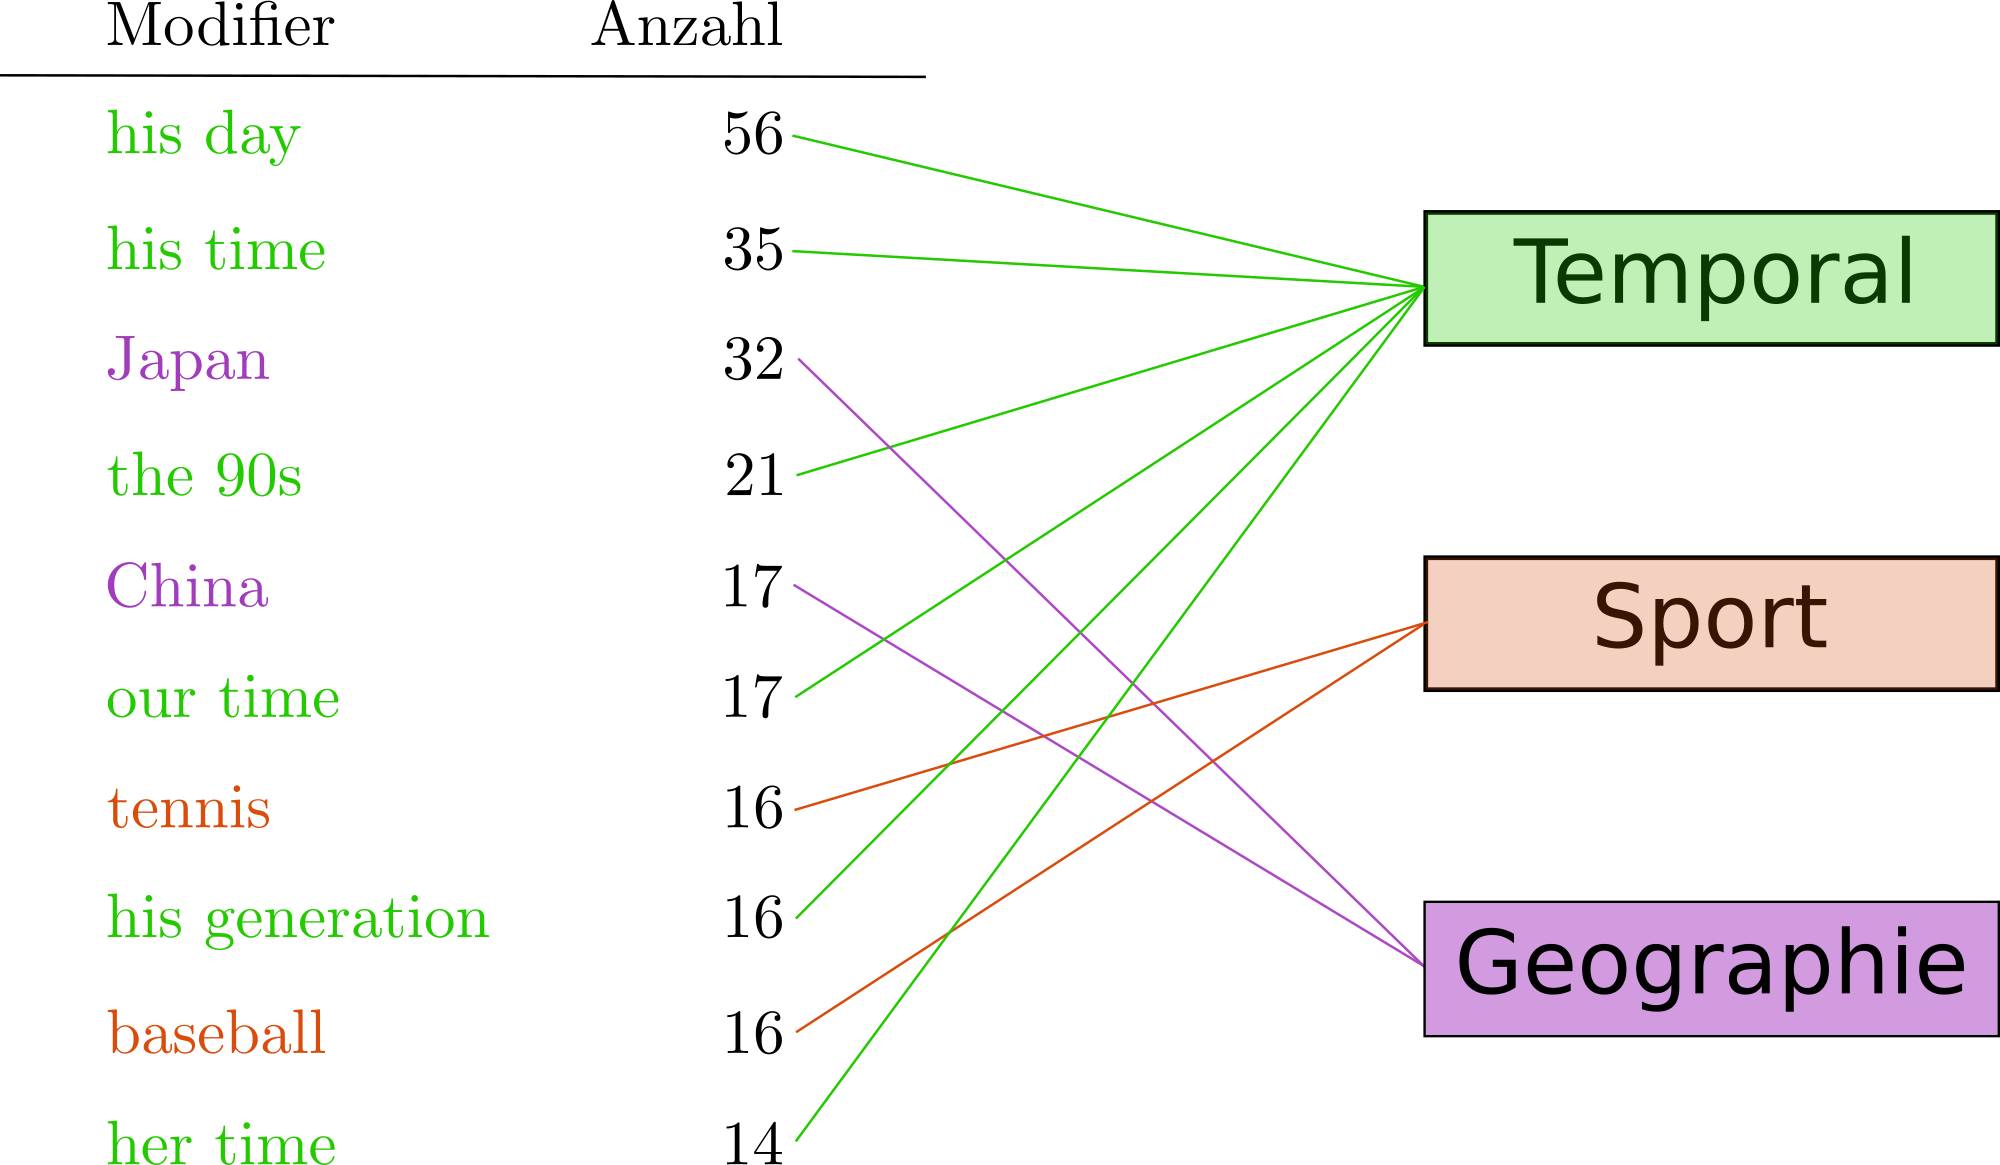 Modifier Anzahl
his day 56
his time 35
Japan 32
the 90s 21
China 17
our time 17
tennis 16
his generation 16
baseball 16
her time 14
Temporal
Sport
Geographie